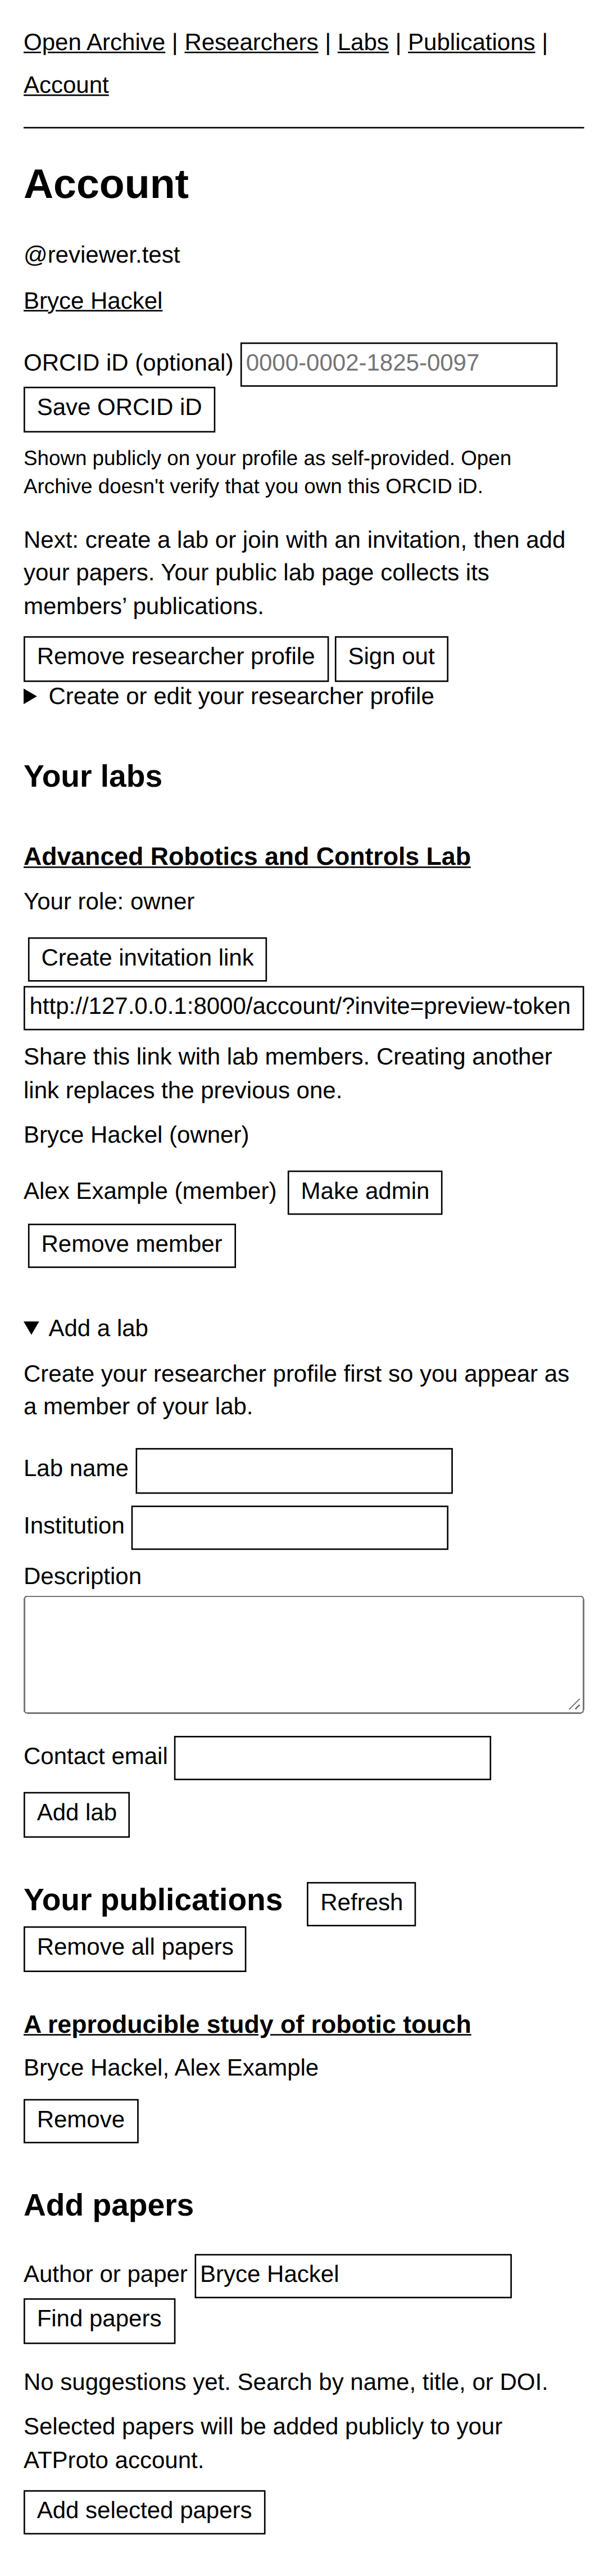 Open Archive | Researchers | Labs | Publications |
Account
Account
@reviewer.test
Bryce Hackel
ORCID iD (optional) 0000-0002-1825-0097
Save ORCID iD
Shown publicly on your profile as self-provided. Open
Archive doesn't verify that you own this ORCID iD.
Next: create a lab or join with an invitation, then add
your papers. Your public lab page collects its
members’ publications.
Remove researcher profile Sign out
Create or edit your researcher profile
Your labs
Advanced Robotics and Controls Lab
Your role: owner
Create invitation link
http://127.0.0.1:8000/account/?invite=preview-token
Share this link with lab members. Creating another
link replaces the previous one.
Bryce Hackel (owner)
Alex Example (member) Make admin
Remove member
Add a lab
Create your researcher profile first so you appear as
a member of your lab.
Lab name
Institution
Description
Contact email
Add lab
Your publications Refresh
Remove all papers
A reproducible study of robotic touch
Bryce Hackel, Alex Example
Remove
Add papers
Author or paper Bryce Hackel
Find papers
No suggestions yet. Search by name, title, or DOI.
Selected papers will be added publicly to your
ATProto account.
Add selected papers